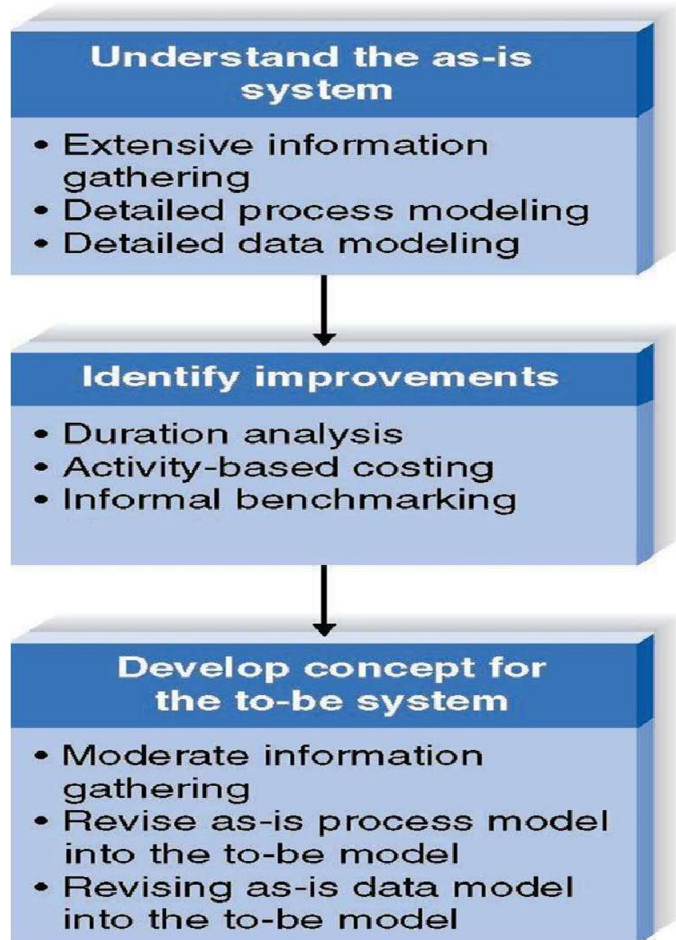 Understand the as-is
system
• Extensive information
gathering
• Detailed process modeling
• Detailed data modeling
Identify improvements
• Duration analysis
• Activity-based costing
• Informal benchmarking
Develop concept for
the to-be system
• Moderate information
gathering
• Revise as-is process model
into the to-be model
• Revising as-is data model
into the to-be model